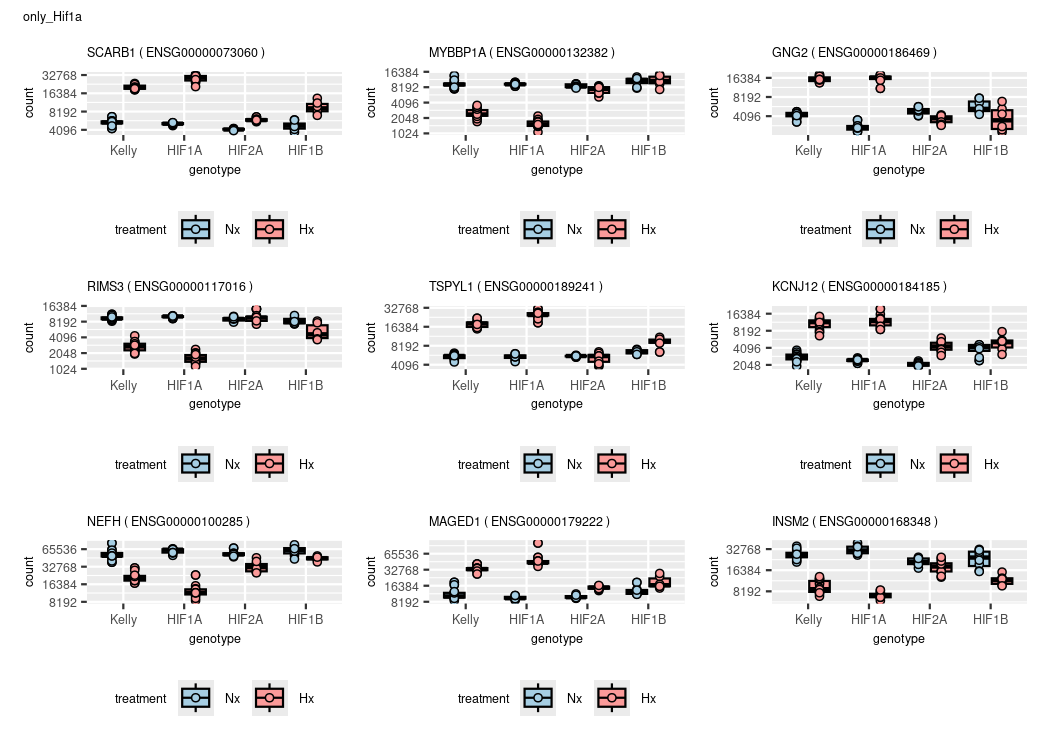 only_Hif1a
SCARB1 ( ENSG00000073060 )
count
32768
16384
8192
4096
Kelly HIF1A HIF2A HIF1B
genotype
treatment Nx Hx
MYBBP1A ( ENSG00000132382 )
count
16384
8192
4096
2048
1024
Kelly HIF1A HIF2A HIF1B
genotype
treatment Nx Hx
GNG2 ( ENSG00000186469 )
count
16384
8192
4096
Kelly HIF1A HIF2A HIF1B
genotype
treatment Nx Hx
RIMS3 ( ENSG00000117016 )
count
16384
8192
4096
2048
1024
Kelly HIF1A HIF2A HIF1B
genotype
treatment Nx Hx
TSPYL1 ( ENSG00000189241 )
count
32768
16384
8192
4096
Kelly HIF1A HIF2A HIF1B
genotype
treatment Nx Hx
KCNJ12 ( ENSG00000184185 )
count
16384
8192
4096
2048
Kelly HIF1A HIF2A HIF1B
genotype
treatment Nx Hx
NEFH ( ENSG00000100285 )
count
65536
32768
16384
8192
Kelly HIF1A HIF2A HIF1B
genotype
treatment Nx Hx
MAGED1 ( ENSG00000179222 )
count
65536
32768
16384
8192
Kelly HIF1A HIF2A HIF1B
genotype
treatment Nx Hx
INSM2 ( ENSG00000168348 )
count
32768
16384
8192
Kelly HIF1A HIF2A HIF1B
genotype